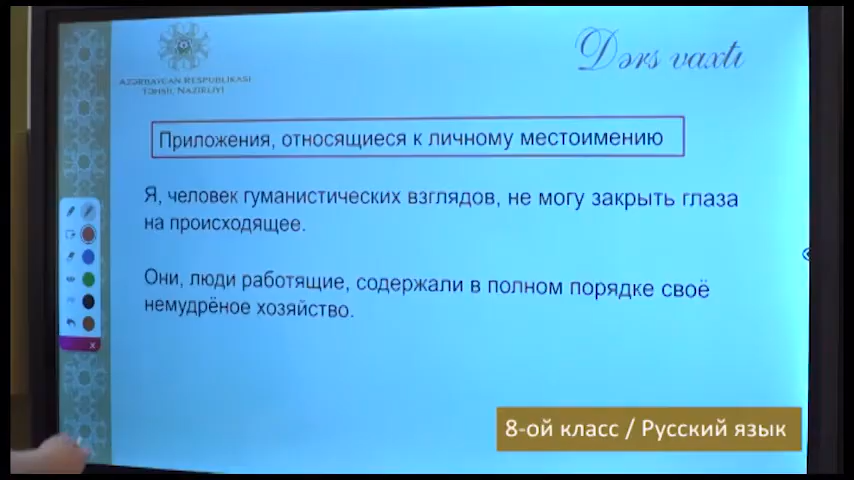 AZƏRBAYCAN RESPUBLİKASI
TƏHSİL NAZİRLİYİ
Dərs vaxtı
Приложения, относящиеся к личному местоимению
Я, человек гуманистических взглядов, не могу закрыть глаза
на происходящее.
Они, люди работящие, содержали в полном порядке своё
немудрёное хозяйство.
x
8-ой класс / Русский язык